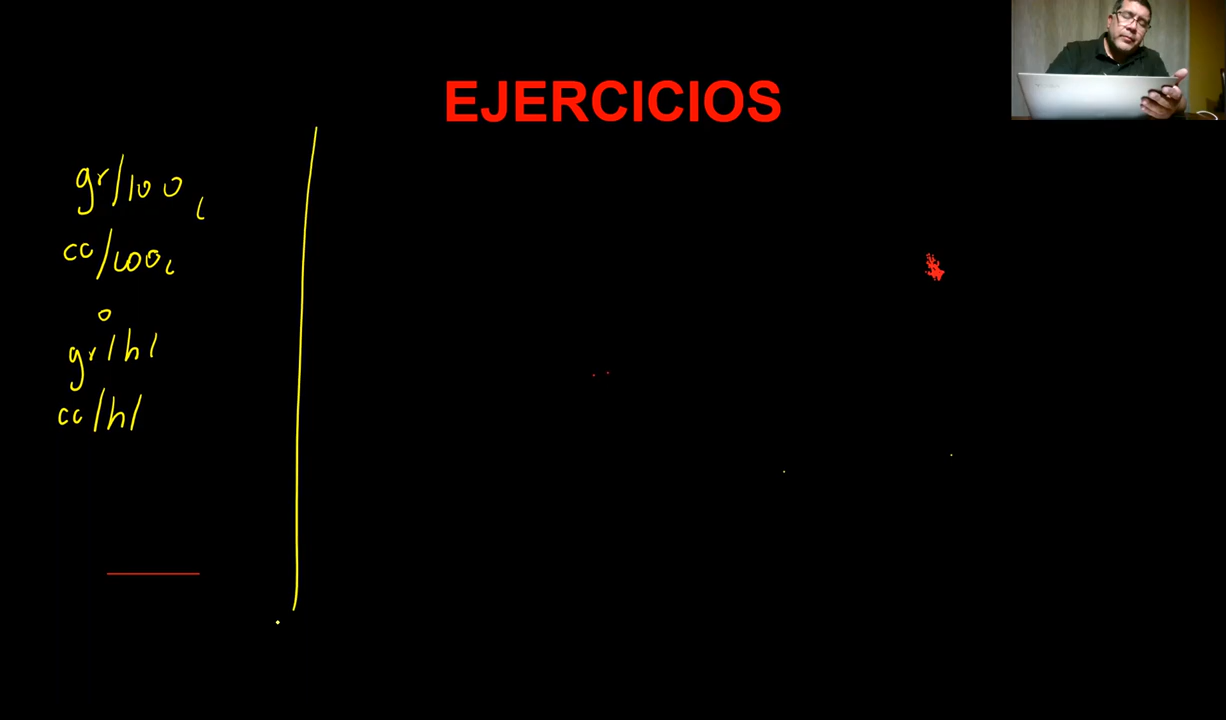 EJERCICIOS
gr/100 L
cc/100 L
o
gr/hl
cc/hl